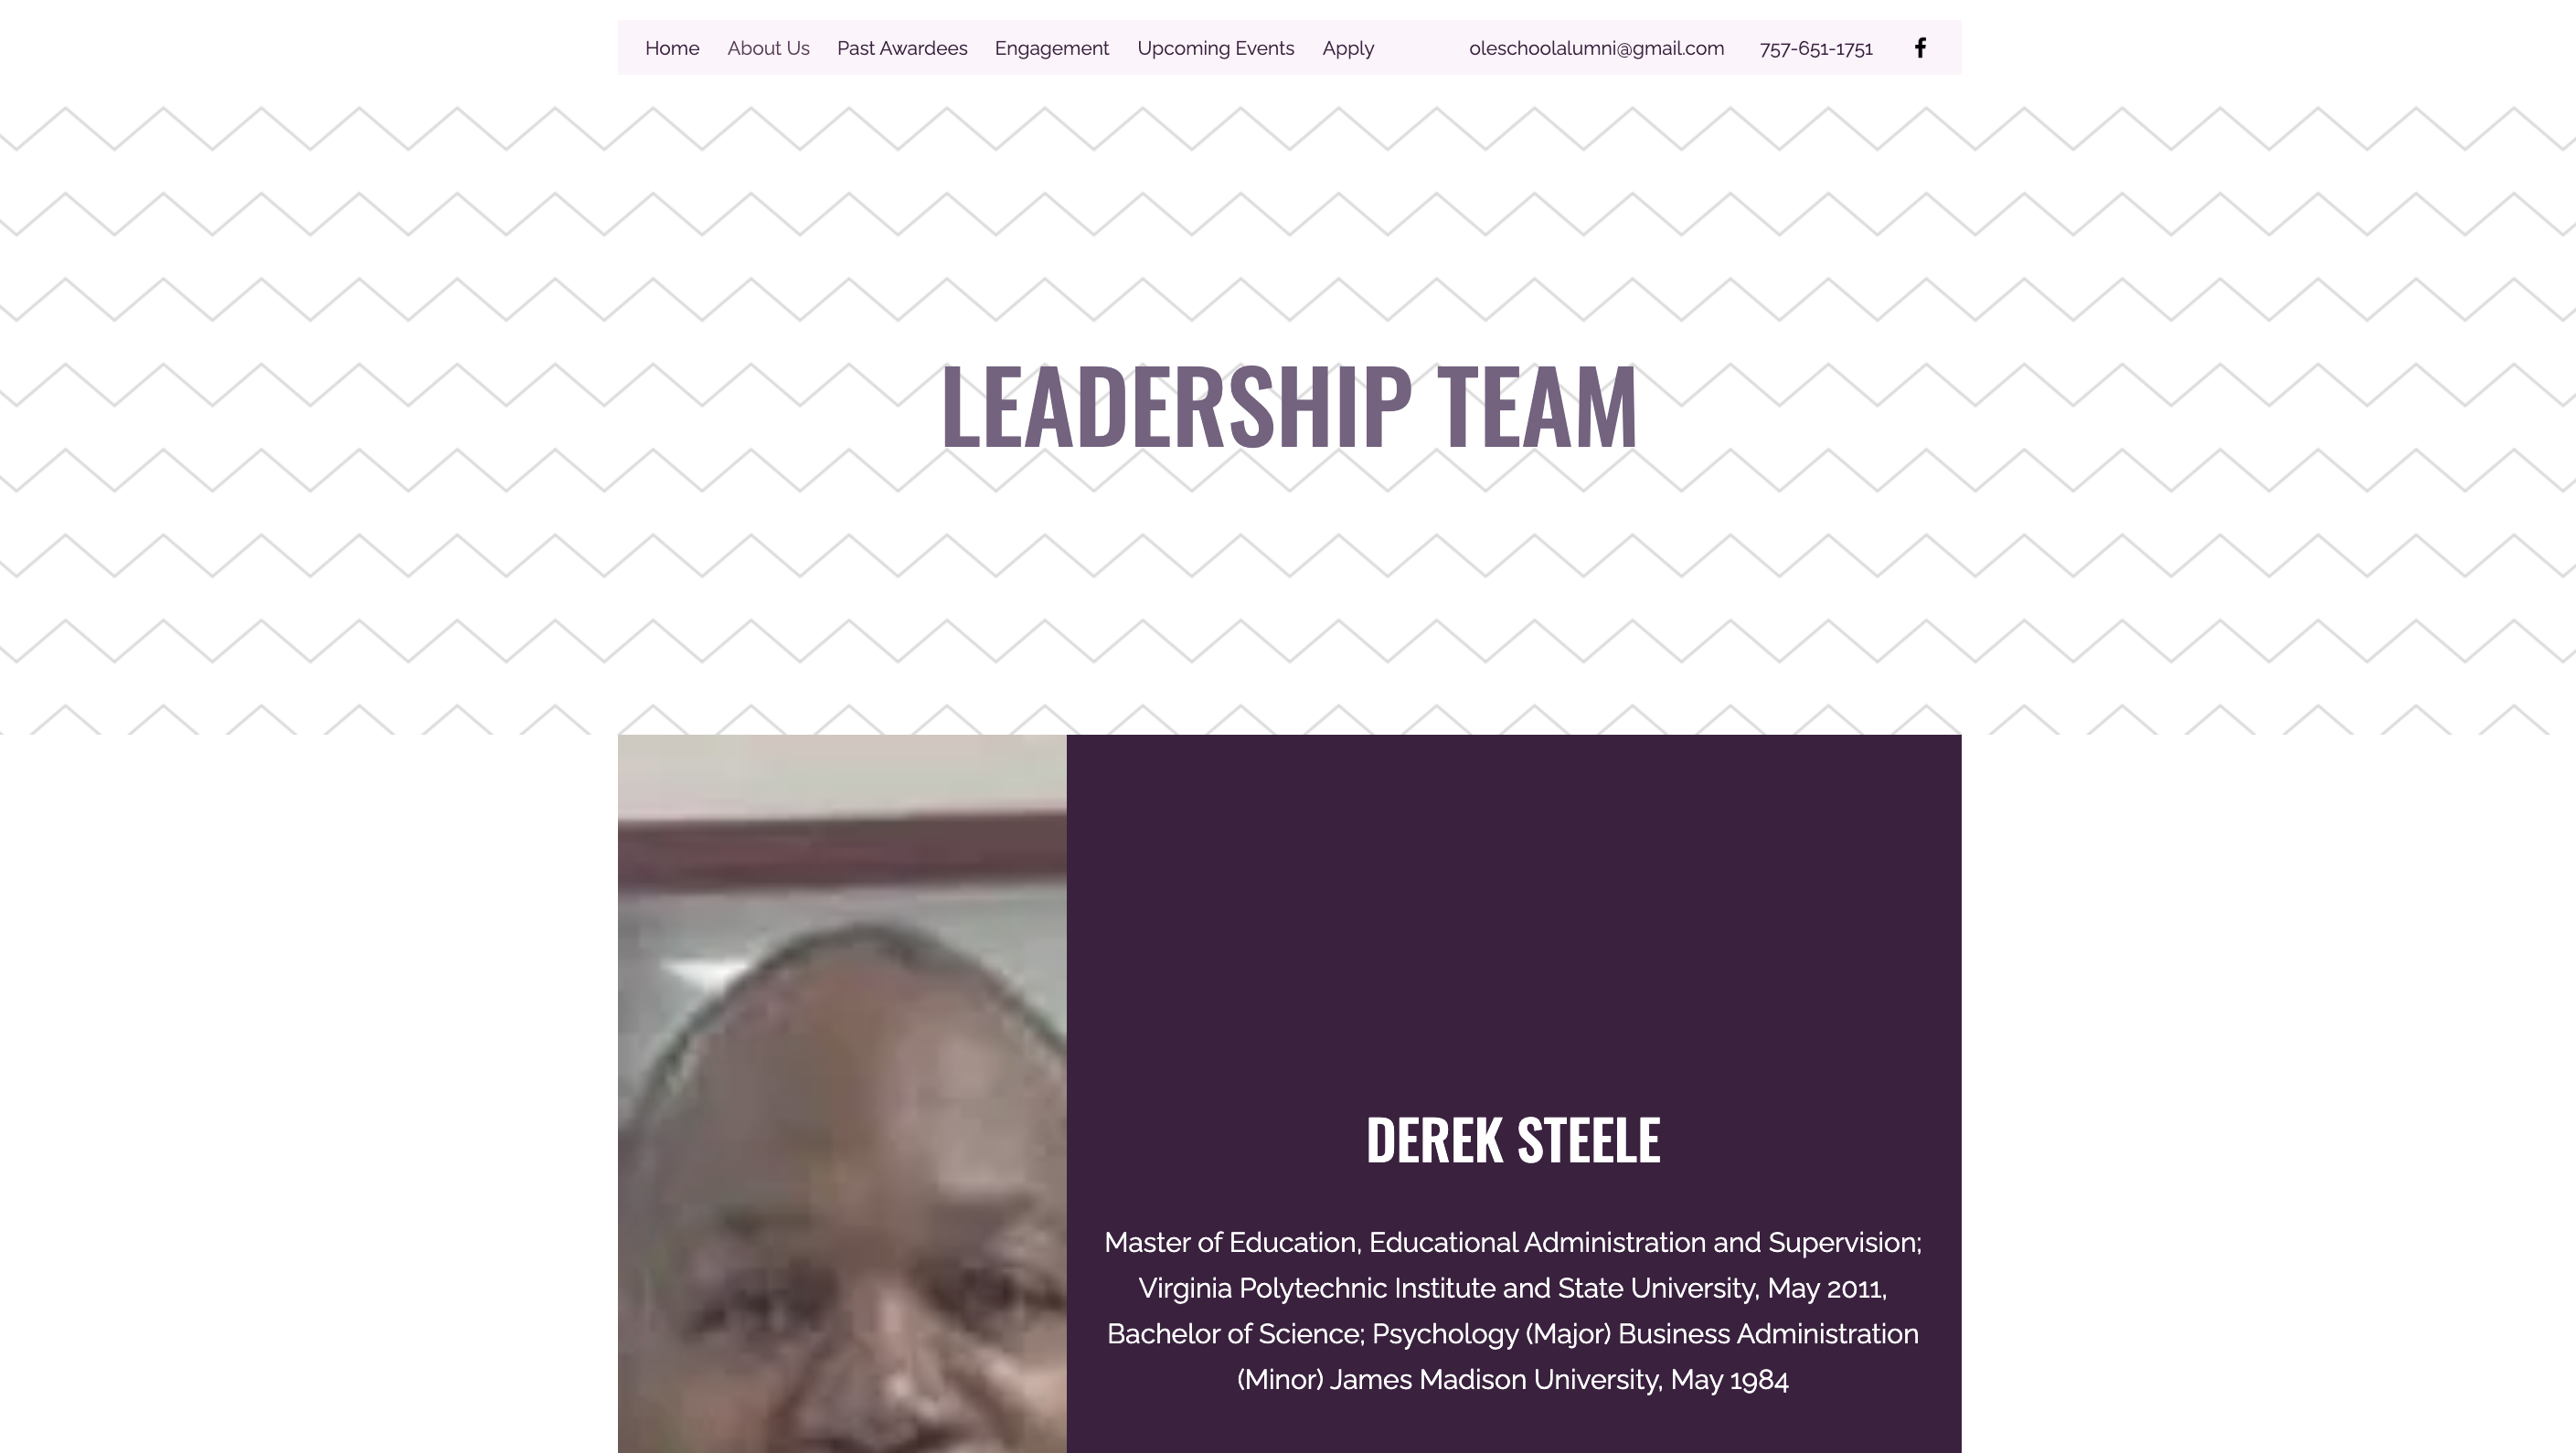 Home About Us Past Awardees Engagement Upcoming Events Apply oleschoolalumni@gmail.com 757-651-1751
LEADERSHIP TEAM
DEREK STEELE
Master of Education, Educational Administration and Supervision;
Virginia Polytechnic Institute and State University, May 2011,
Bachelor of Science; Psychology (Major) Business Administration
(Minor) James Madison University, May 1984